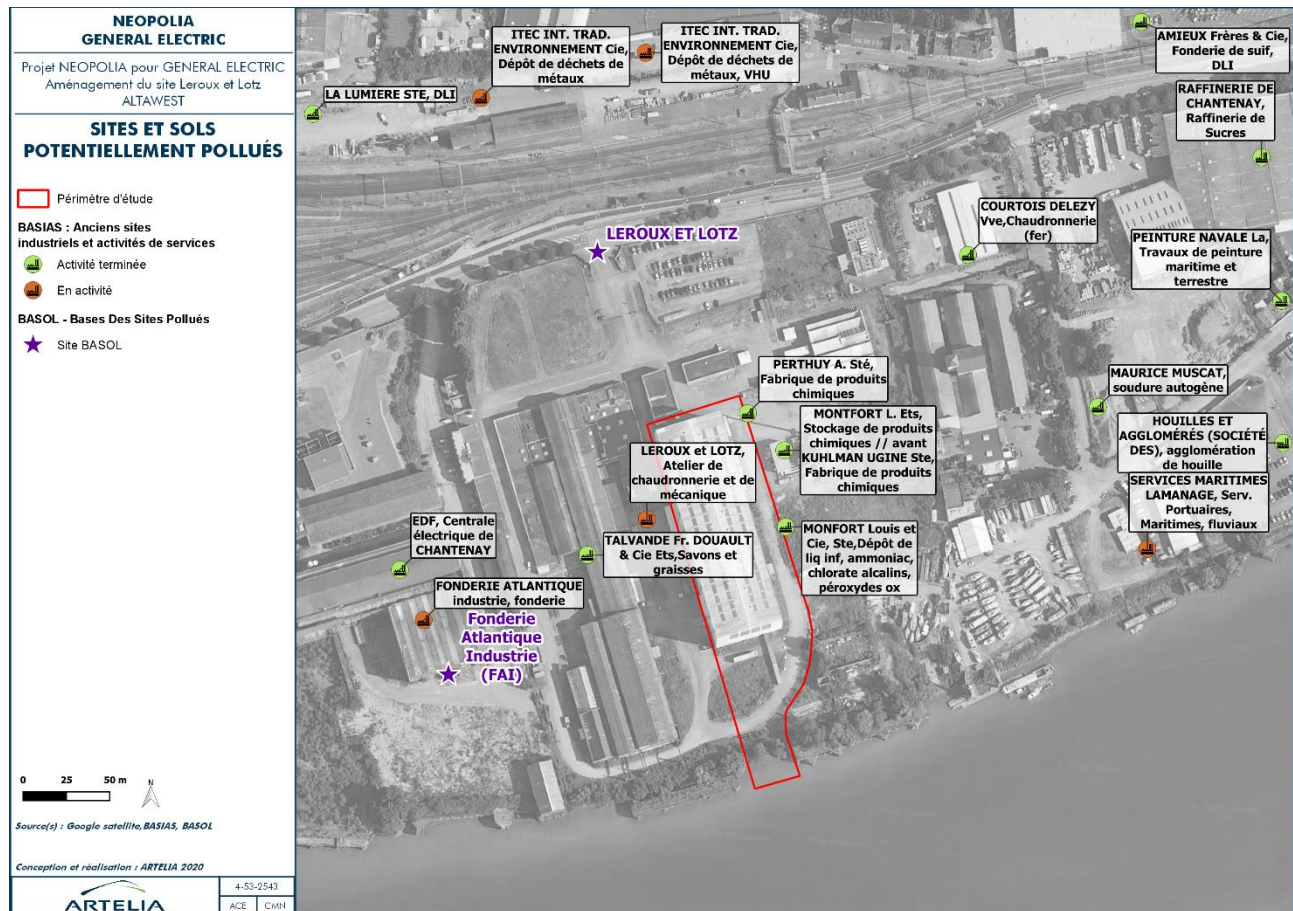 NEOPOLIA
GENERAL ELECTRIC
Projet NEOPOLIA pour GENERAL ELECTRIC
Aménagement du site Leroux et Lotz
ALTAWEST
SITES ET SOLS
POTENTIELLEMENT POLLUÉS
Périmètre d'étude
BASIAS : Anciens sites
industriels et activités de services
Activité terminée
En activité
BASOL - Bases Des Sites Pollués
Site BASOL
0 25 50 m
N
Source(s) : Google satellite,BASIAS, BASOL
Conception et réalisation : ARTELIA 2020
ARTELIA
4-53-2543
ACE CMN
LA LUMIERE STE, DLI
ITEC INT. TRAD.
ENVIRONNEMENT Cie,
Dépôt de déchets de
métaux
ITEC INT. TRAD.
ENVIRONNEMENT Cie,
Dépôt de déchets de
métaux, VHU
AMIEUX Frères & Cie,
Fonderie de suif,
DLI
RAFFINERIE DE
CHANTENAY,
Raffinerie de
Sucres
COURTOIS DELEZY
Vve,Chaudronnerie
(fer)
PEINTURE NAVALE La,
Travaux de peinture
maritime et
terrestre
LEROUX ET LOTZ
PERTHUY A. Sté,
Fabrique de produits
chimiques
MAURICE MUSCAT,
soudure autogène
MONTFORT L. Ets,
Stockage de produits
chimiques // avant
KUHLMAN UGINE Ste,
Fabrique de produits
chimiques
HOUILLES ET
AGGLOMÉRÉS (SOCIÉTÉ
DES), agglomération
de houille
LEROUX et LOTZ,
Atelier de
chaudronnerie et de
mécanique
SERVICES MARITIMES
LAMANAGE, Serv.
Portuaires,
Maritimes, fluviaux
EDF, Centrale
électrique de
CHANTENAY
TALVANDE Fr. DOUAULT
& Cie Ets,Savons et
graisses
MONFORT Louis et
Cie, Ste,Dépôt de
liq inf, ammoniac,
chlorate alcalins,
péroxydes ox
FONDERIE ATLANTIQUE
industrie, fonderie
Fonderie
Atlantique
Industrie
(FAI)